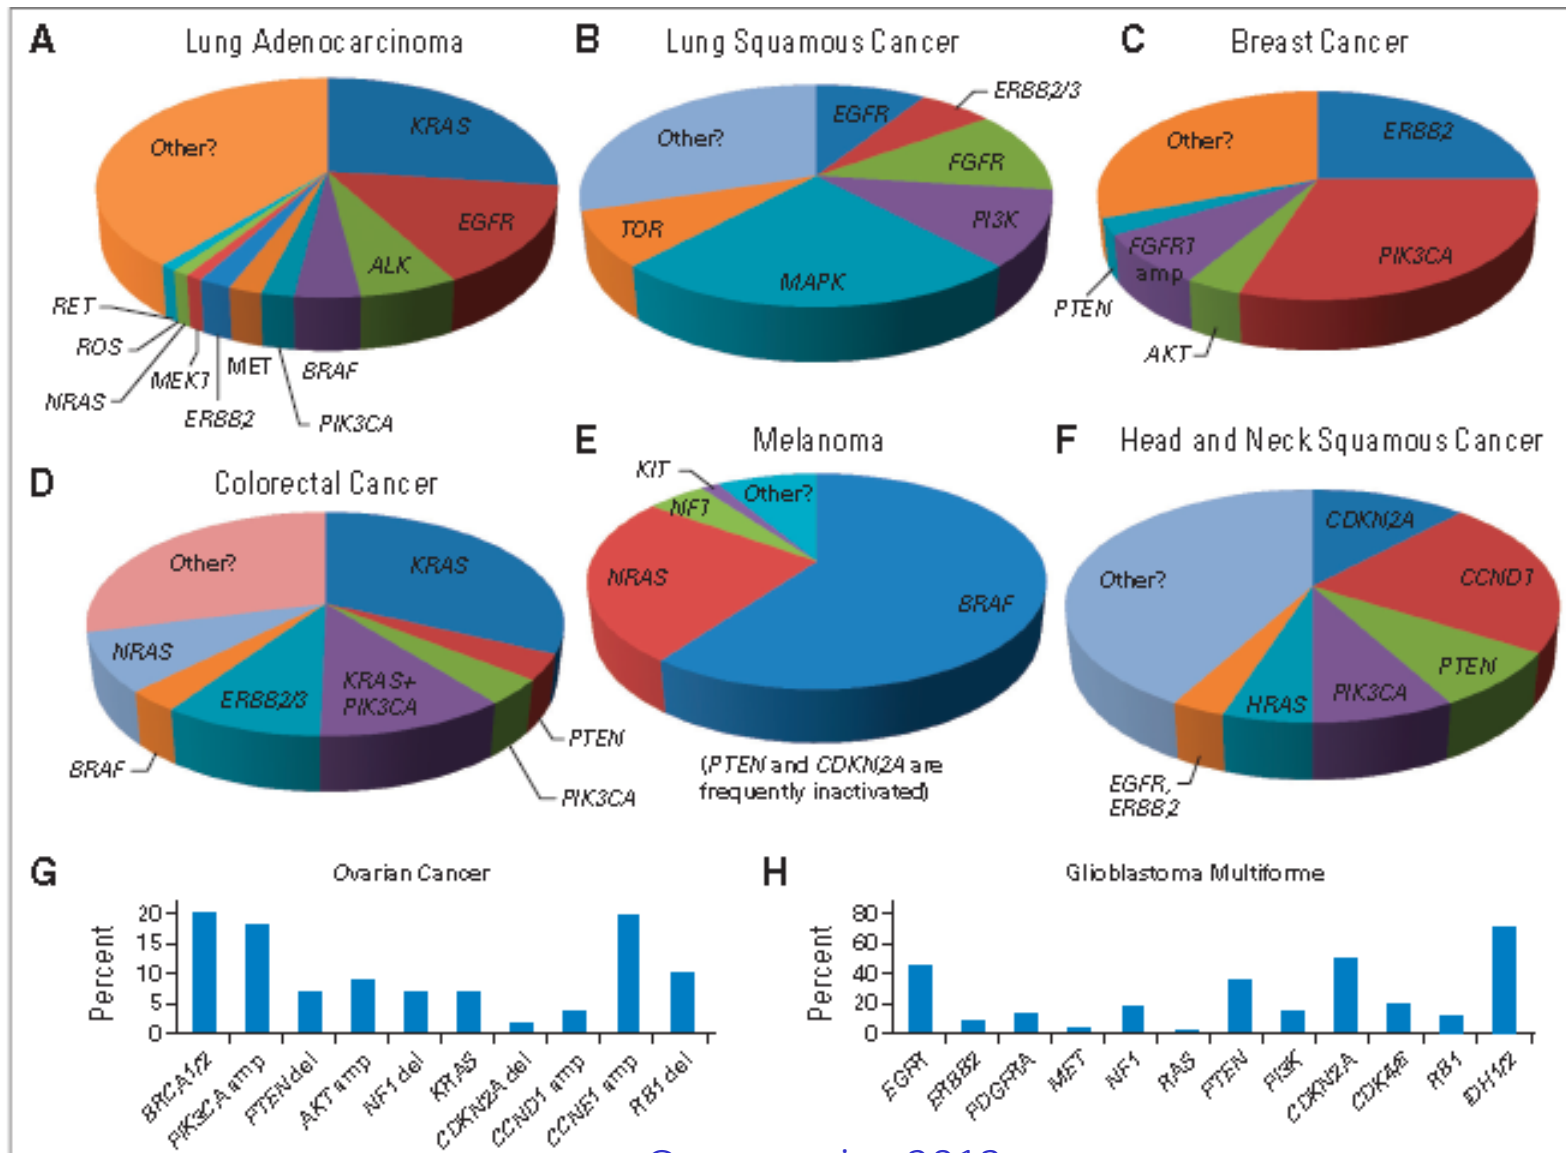 A
Lung Adenocarcinoma
KRAS
EGFR
ALK
BRAF
PIK3CA
MET
ERBB2
MEK1
NRAS
ROS
RET
Other?
B
Lung Squamous Cancer
EGFR
ERBB2/3
FGFR
PI3K
MAPK
TOR
Other?
C
Breast Cancer
ERBB2
PIK3CA
AKT
FGFR1
amp
PTEN
Other?
D
Colorectal Cancer
KRAS
PTEN
PIK3CA
KRAS+
PIK3CA
ERBB2/3
BRAF
NRAS
Other?
E
Melanoma
BRAF
NRAS
NF1
KIT
Other?
(PTEN and CDKN2A are
frequently inactivated)
F
Head and Neck Squamous Cancer
CDKN2A
CCND1
PTEN
PIK3CA
HRAS
EGFR,
ERBB2
Other?
G
Ovarian Cancer
Percent
20
15
10
5
0
BRCA1/2
PIK3CA amp
PTEN del
AKT amp
NF1 del
KRAS
CDKN2A del
CCND1 amp
CCNE1 amp
RB1 del
H
Glioblastoma Multiforme
Percent
80
60
40
20
0
EGFR
ERBB2
PDGFRA
MET
NF1
RAS
PTEN
PI3K
CDKN2A
CDK4/6
RB1
IDH1/2